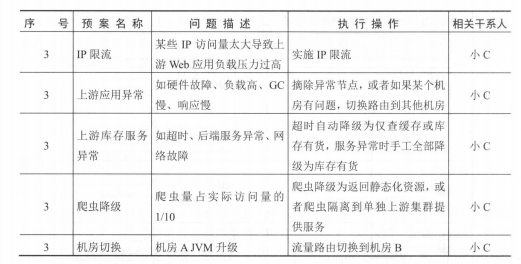 序 号 预案名称 问题描述 执行操作 相关干系人
某些 IP 访问量太大导致上
3 IP 限流 实施 IP 限流 小 C
游 Web 应用负载压力过高
如硬件故障、负载高、GC 摘除异常节点，或者如果某个机
3 上游应用异常 小 C
慢、响应慢 房有问题，切换路由到其他机房
超时自动降级为仅查缓存或库
上游库存服务 如超时、后端服务异常、网
3 存有货，服务异常时手工全部降 小 C
异常 络故障
级为库存有货
爬虫降级为返回静态化资源，或
爬虫量占实际访问量的
3 爬虫降级 者爬虫隔离到单独上游集群提 小 C
1/10
供服务
3 机房切换 机房 A JVM 升级 流量路由切换到机房 B 小 C